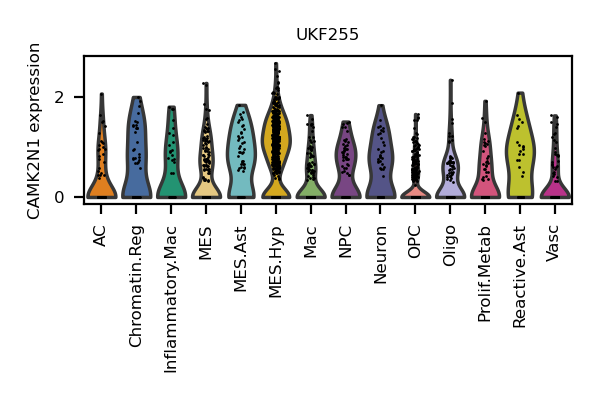 UKF255
CAMK2N1 expression
2
0
AC
Chromatin.Reg
Inflammatory.Mac
MES
MES.Ast
MES.Hyp
Mac
NPC
Neuron
OPC
Oligo
Prolif.Metab
Reactive.Ast
Vasc